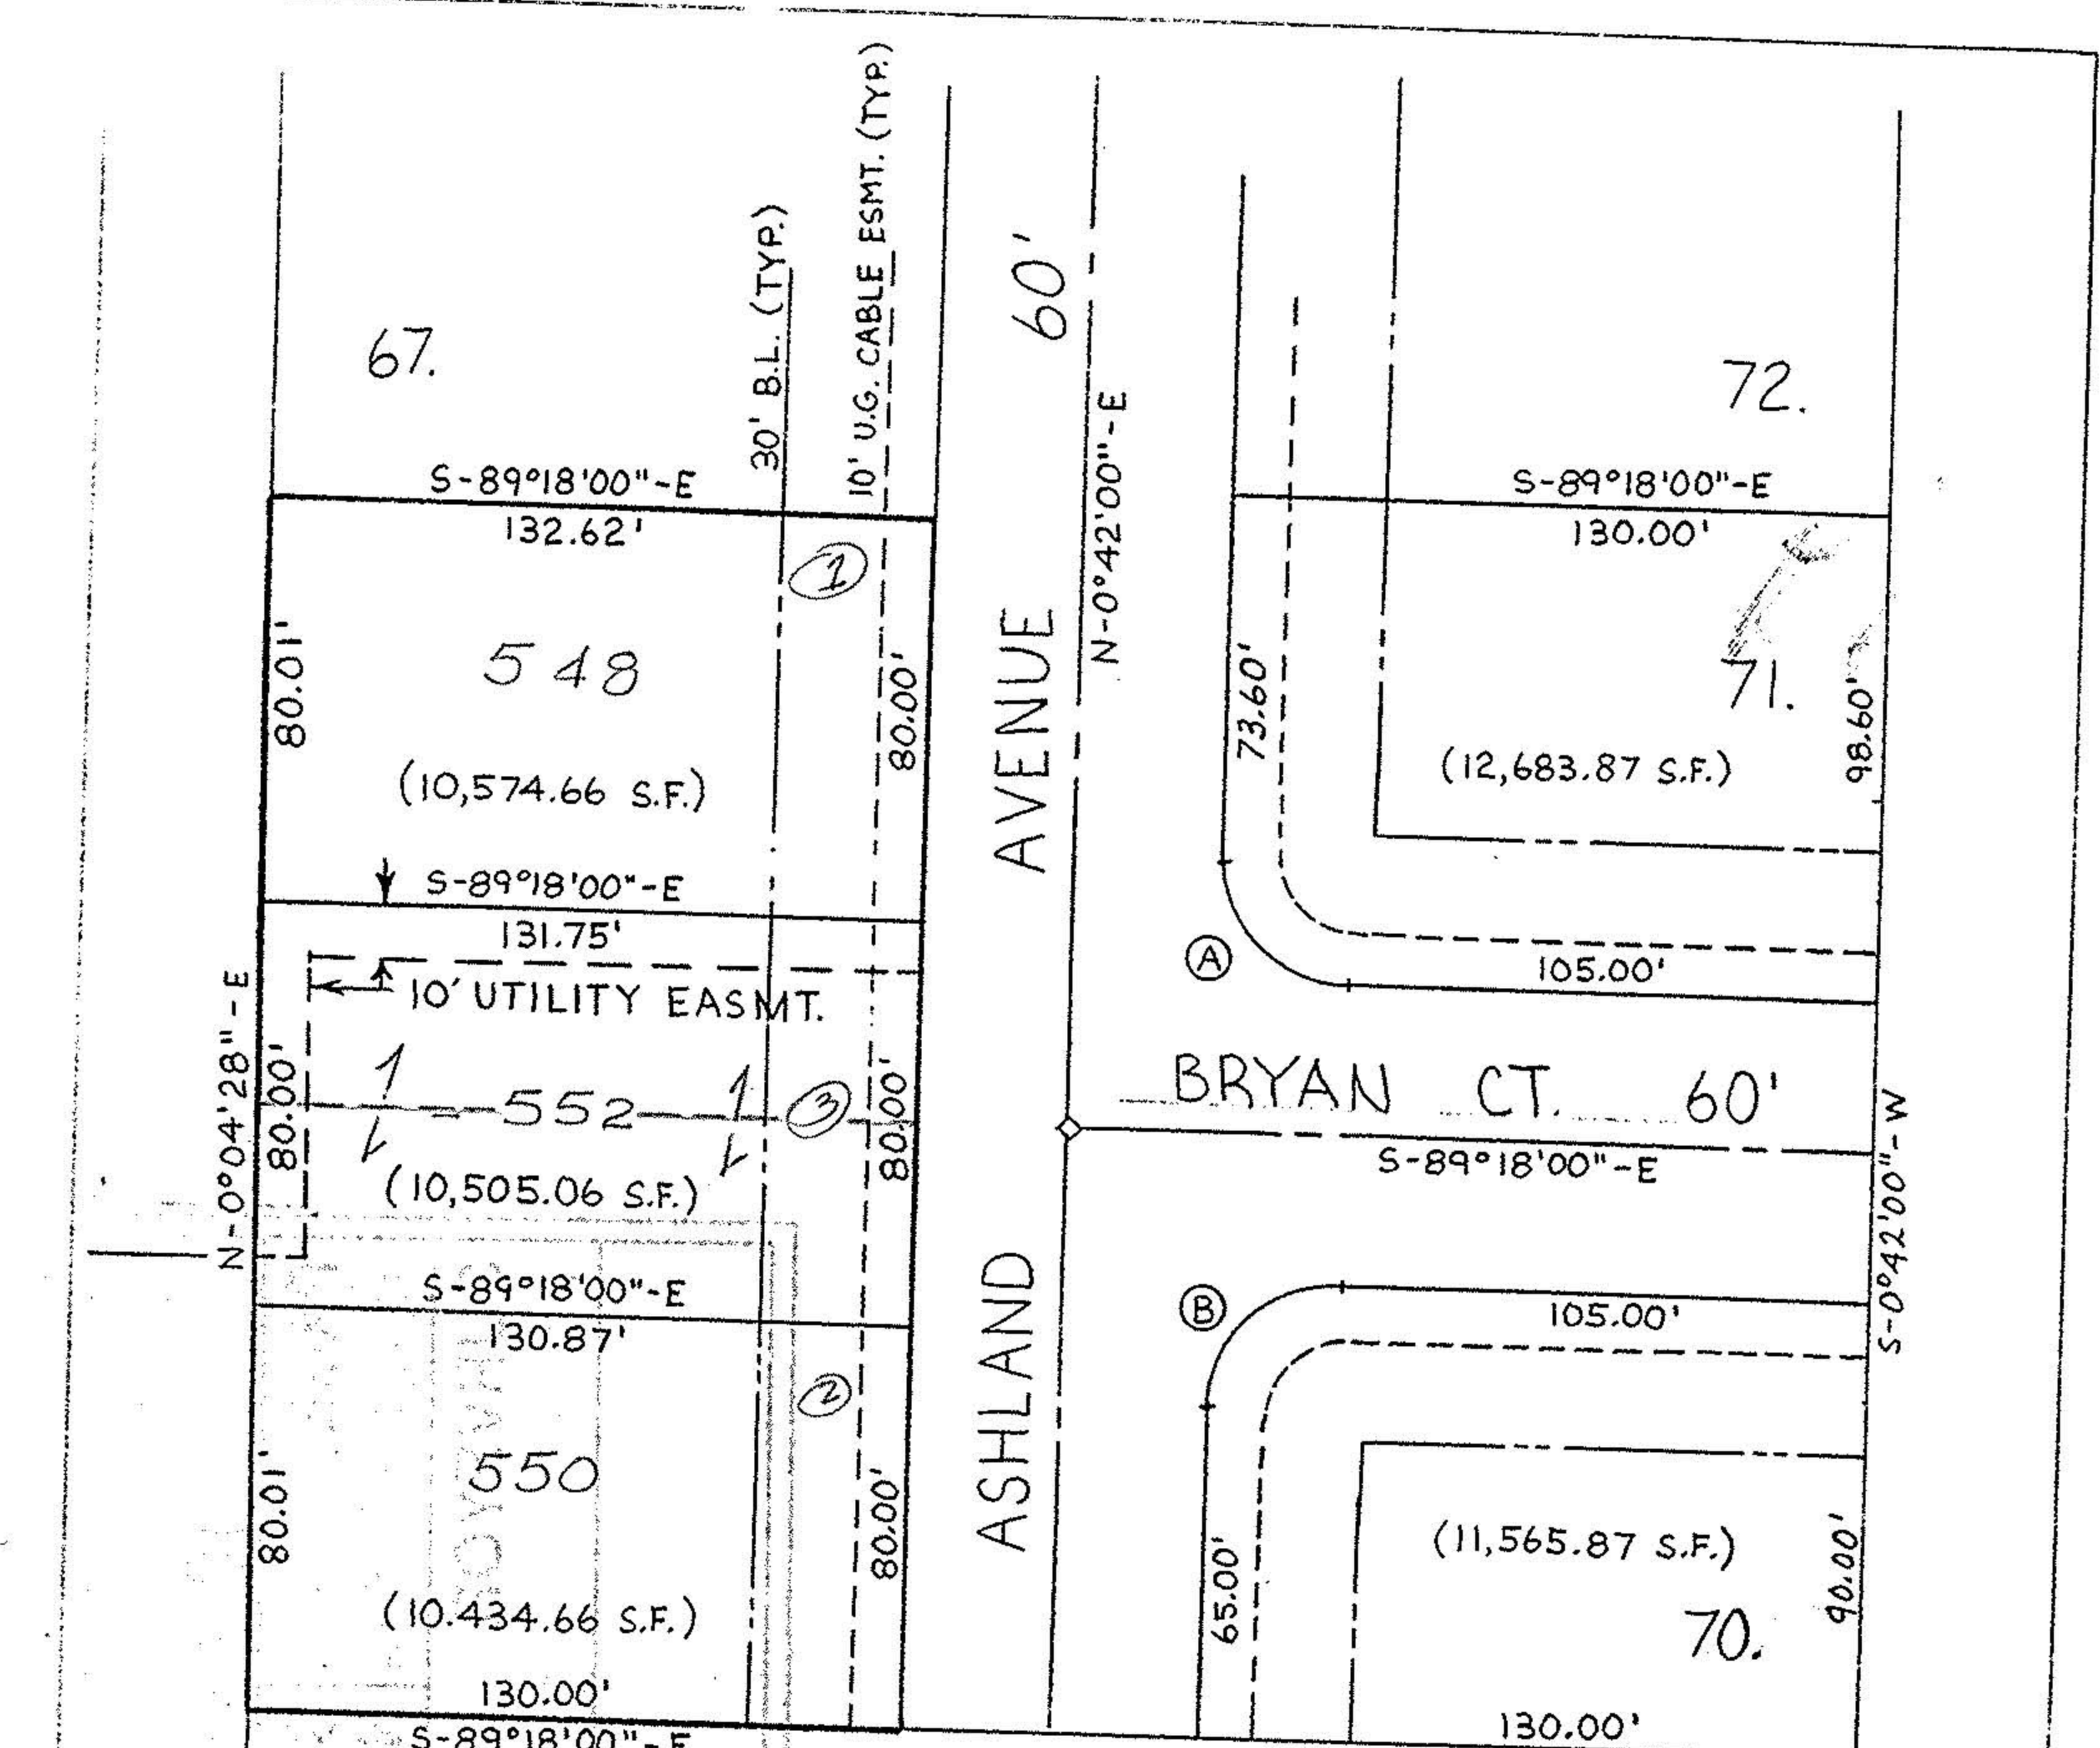 67.
30' B.L. (TYP.)
10' U.G. CABLE ESMT. (TYP.)
60'
N-0°42'00"-E
72.
S-89°18'00"-E
132.62'
1
80.01'
548
(10,574.66 S.F.)
80.00'
AVENUE
S-89°18'00"-E
130.00'
73.60'
71.
(12,683.87 S.F.)
98.60'
S-89°18'00"-E
131.75'
10' UTILITY EASMT.
A
105.00'
N-0°04'28"-E
80.00'
552
3
80.00'
(10,505.06 S.F.)
BRYAN CT. 60'
S-89°18'00"-E
S-0°42'00"-W
S-89°18'00"-E
130.87'
B
105.00'
2
ASHLAND
80.01'
550
80.00'
(10.434.66 S.F.)
130.00'
S-89°18'00"-E
65.00'
(11,565.87 S.F.)
90.00'
70.
130.00'